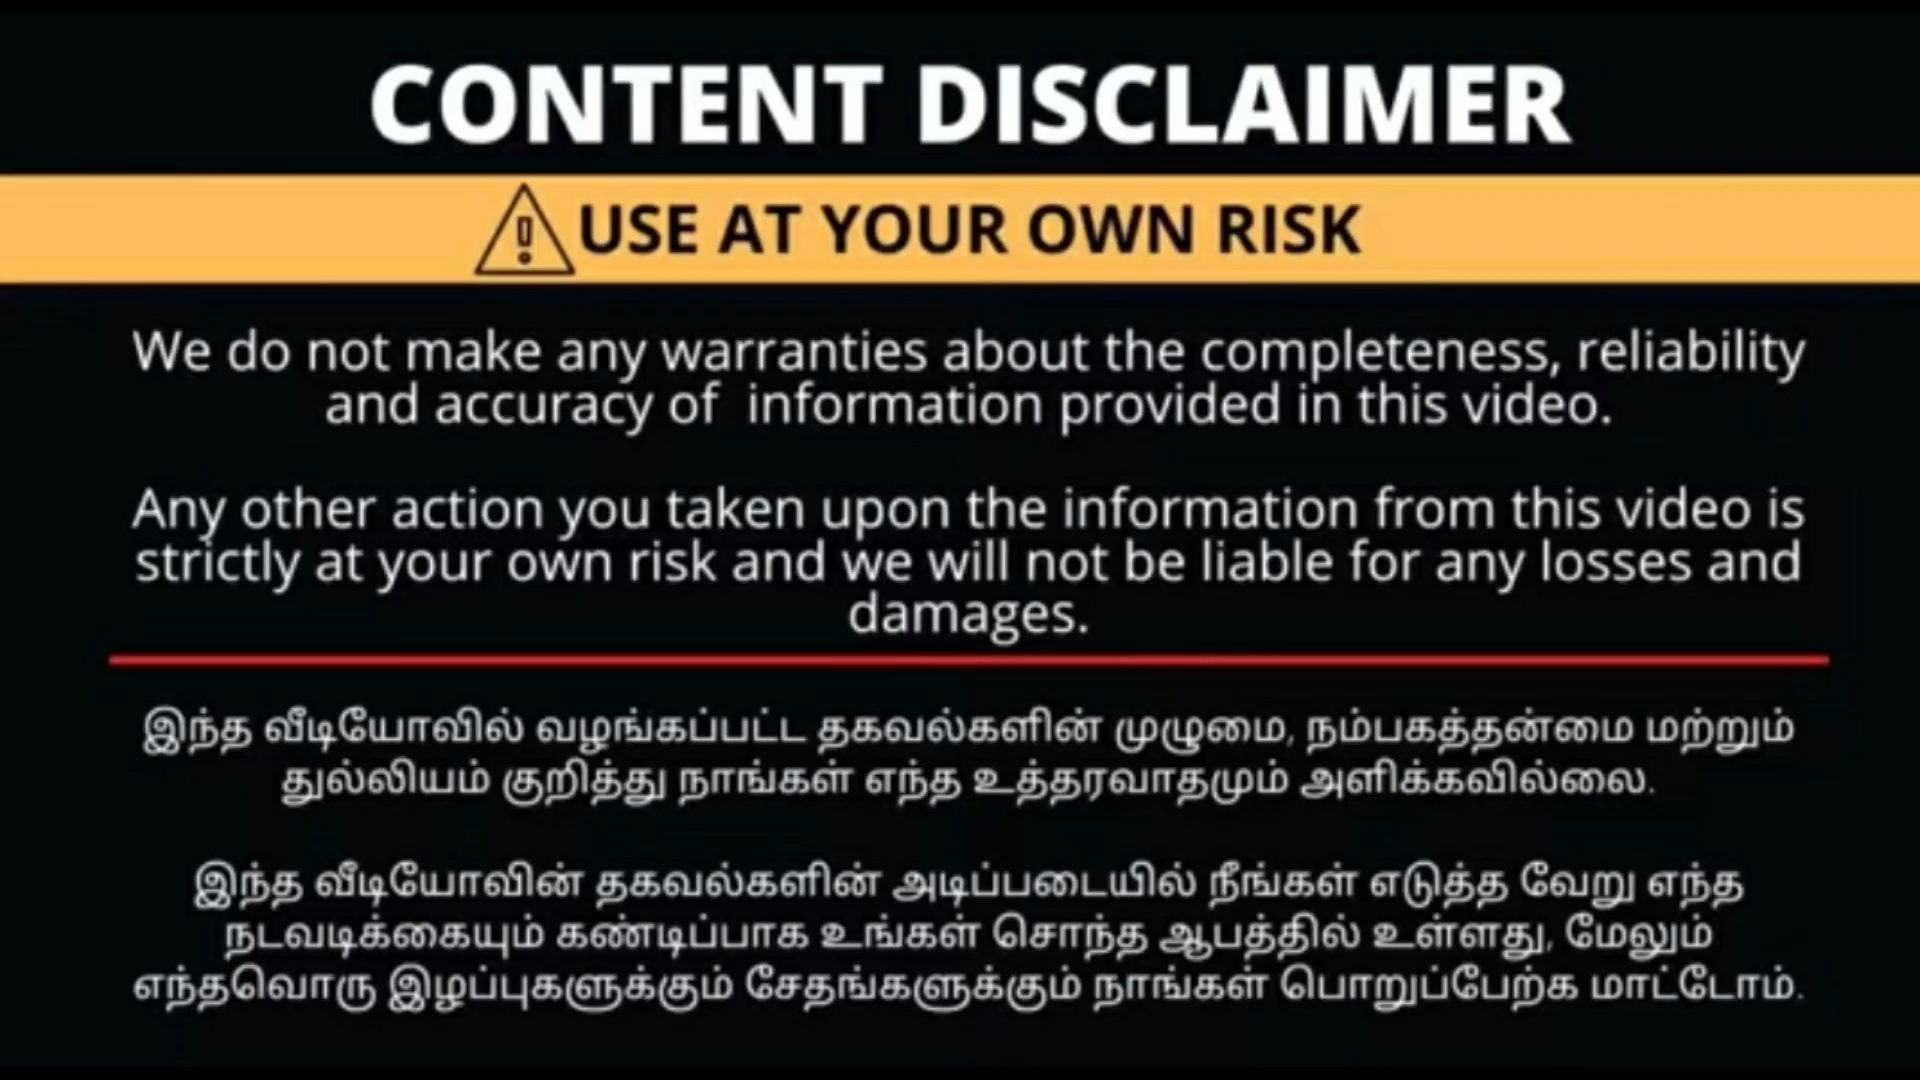 CONTENT DISCLAIMER
USE AT YOUR OWN RISK
We do not make any warranties about the completeness, reliability
and accuracy of information provided in this video.
Any other action you taken upon the information from this video is
strictly at your own risk and we will not be liable for any losses and
damages.
இந்த வீடியோவில் வழங்கப்பட்ட தகவல்களின் முழுமை, நம்பகத்தன்மை மற்றும்
துல்லியம் குறித்து நாங்கள் எந்த உத்தரவாதமும் அளிக்கவில்லை.
இந்த வீடியோவின் தகவல்களின் அடிப்படையில் நீங்கள் எடுத்த வேறு எந்த
நடவடிக்கையும் கண்டிப்பாக உங்கள் சொந்த ஆபத்தில் உள்ளது, மேலும்
எந்தவொரு இழப்புகளுக்கும் சேதங்களுக்கும் நாங்கள் பொறுப்பேற்க மாட்டோம்.